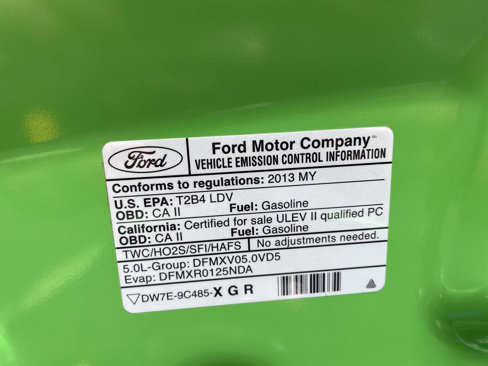 Ford
Ford Motor Company™
VEHICLE EMISSION CONTROL INFORMATION
Conforms to regulations: 2013 MY
U.S. EPA: T2B4 LDV
OBD: CA II Fuel: Gasoline
California: Certified for sale ULEV II qualified PC
OBD: CA II Fuel: Gasoline
TWC/HO2S/SFI/HAFS No adjustments needed.
5.0L-Group: DFMXV05.0VD5
Evap: DFMXR0125NDA
DW7E-9C485-X G R